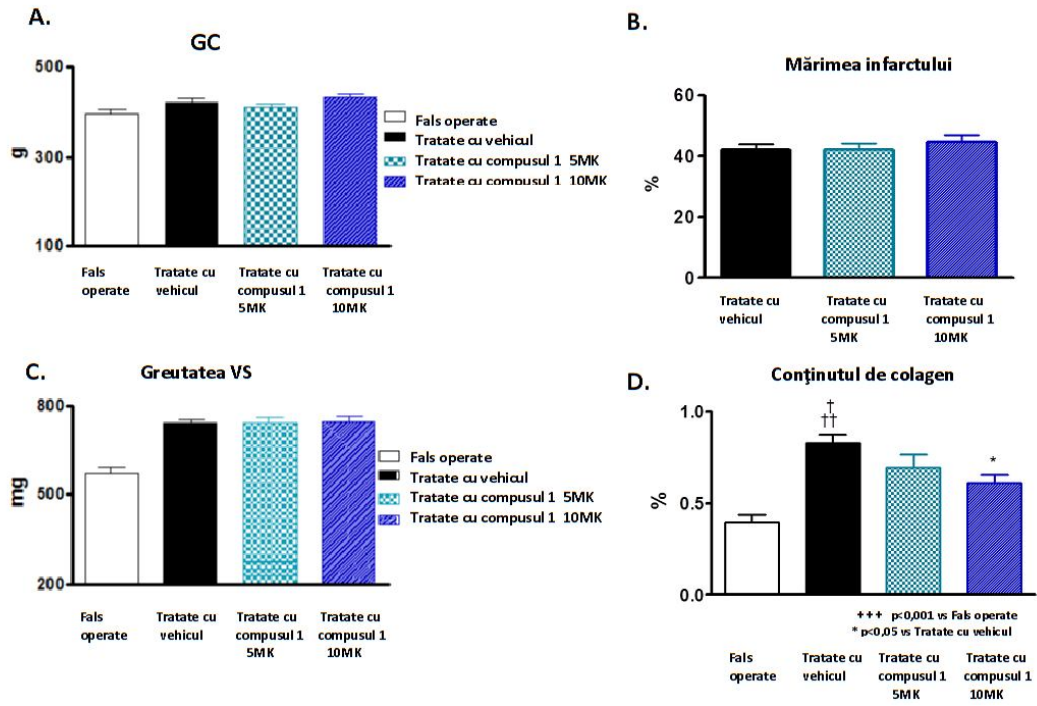 A.
GC
500
300
100
g
Fals
operate
Tratate cu
vehicul
Tratate cu
compusul 1
5MK
Tratate cu
compusul 1
10MK
Fals operate
Tratate cu vehicul
Tratate cu compusul 1 5MK
Tratate cu compusul 1 10MK
B.
Mărimea infarctului
60
40
20
0
%
Tratate cu
vehicul
Tratate cu
compusul 1
5MK
Tratate cu
compusul 1
10MK
C.
Greutatea VS
800
500
200
mg
Fals
operate
Tratate cu
vehicul
Tratate cu
compusul 1
5MK
Tratate cu
compusul 1
10MK
Fals operate
Tratate cu vehicul
Tratate cu compusul 1 5MK
Tratate cu compusul 1 10MK
D.
Conţinutul de colagen
1.0
0.5
0.0
%
†
††
*
+++ p<0,001 vs Fals operate
* p<0,05 vs Tratate cu vehicul
Fals
operate
Tratate cu
vehicul
Tratate cu
compusul 1
5MK
Tratate cu
compusul 1
10MK